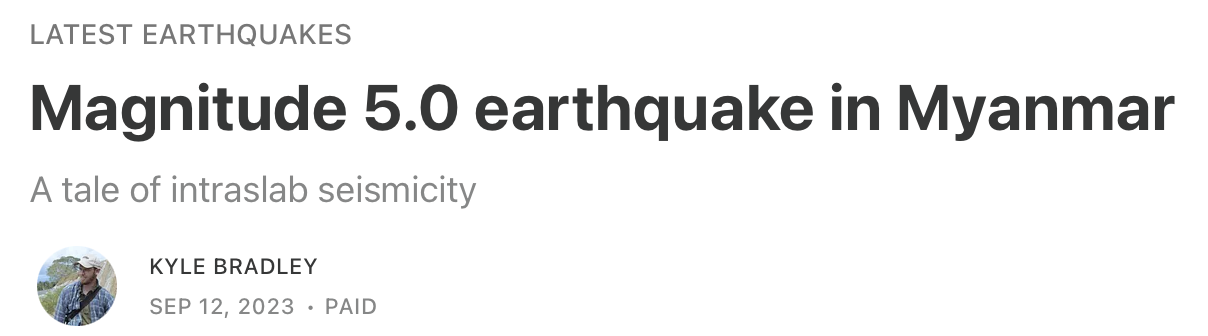 LATEST EARTHQUAKES
Magnitude 5.0 earthquake in Myanmar
A tale of intraslab seismicity
KYLE BRADLEY
SEP 12, 2023 • PAID